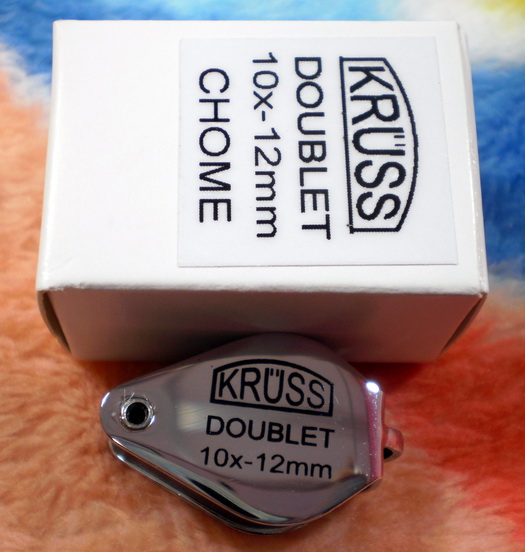 KRÜSS
DOUBLET
10x-12mm
CHOME
KRÜSS
DOUBLET
10x-12mm